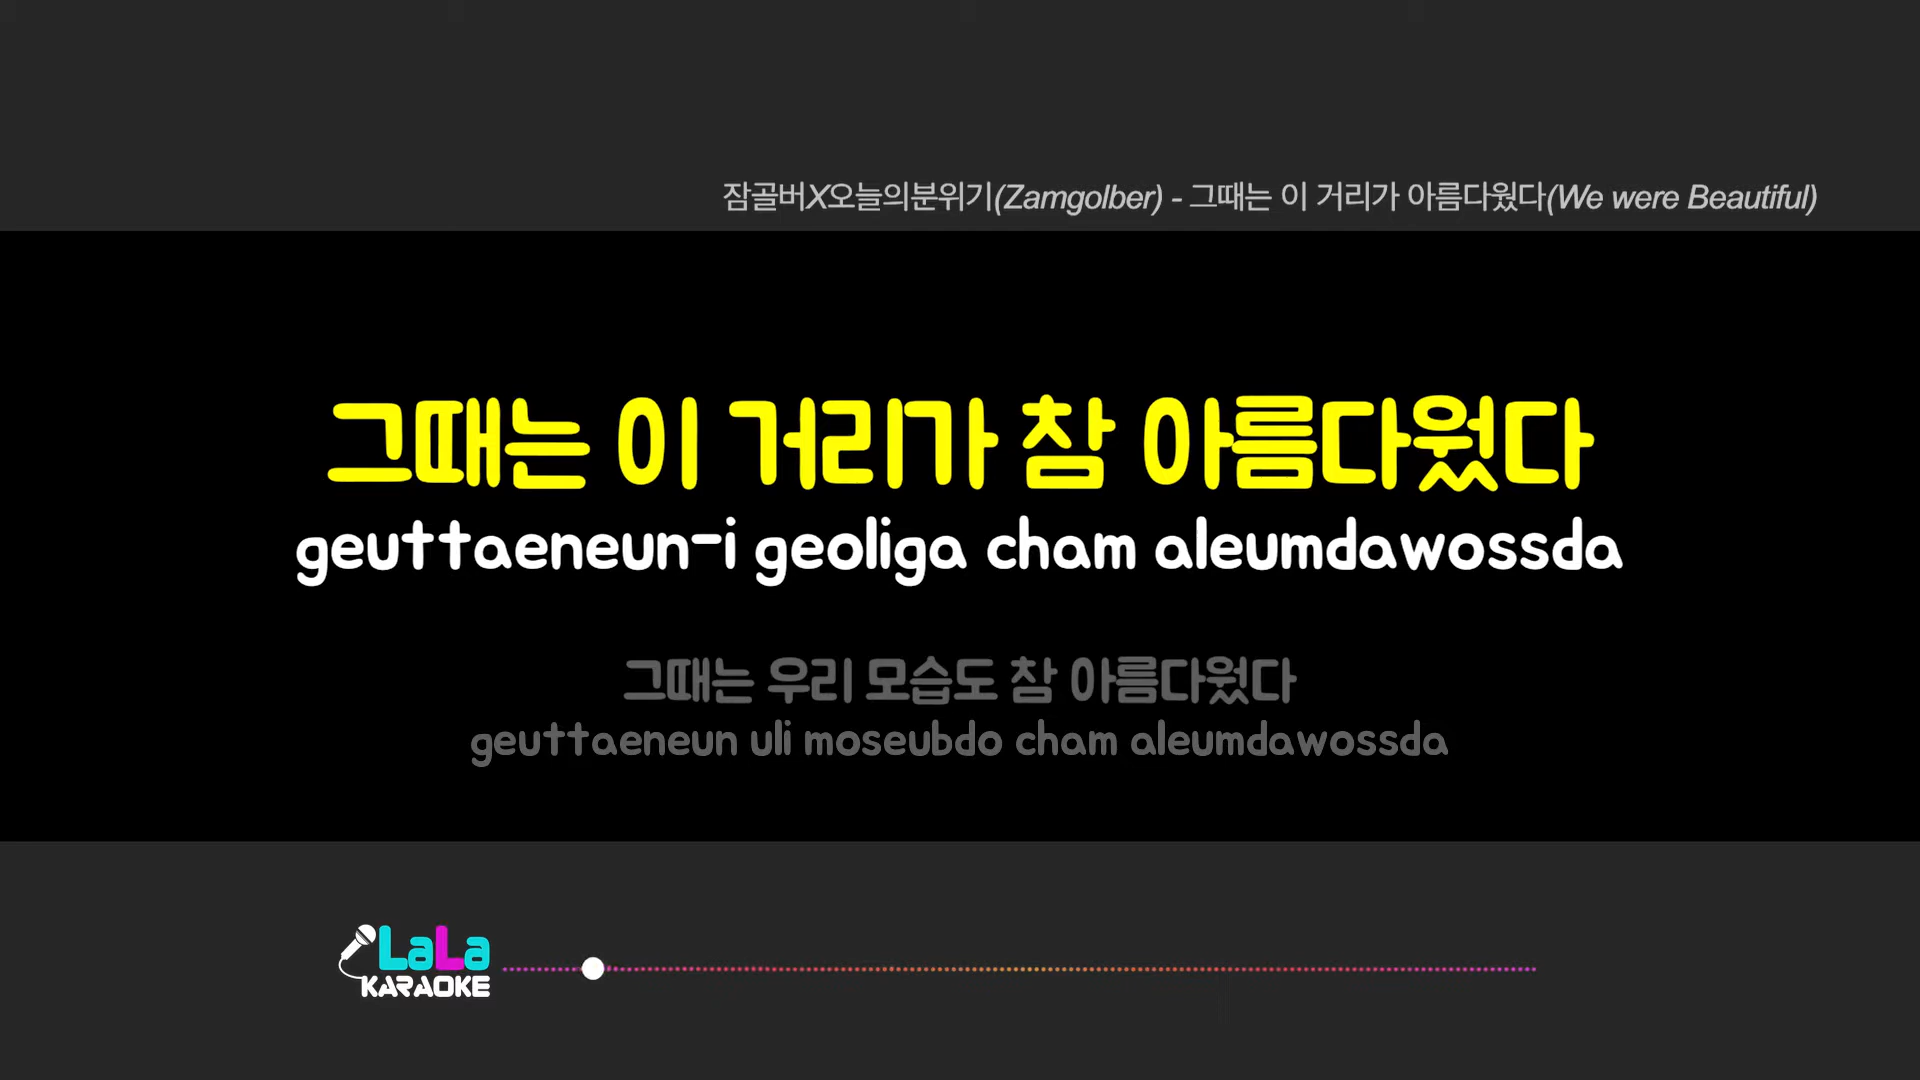 잠골버X오늘의분위기(Zamgolber) - 그때는 이 거리가 아름다웠다(We were Beautiful)
그때는 이 거리가 참 아름다웠다
geuttaeneun-i geoliga cham aleumdawossda
그때는 우리 모습도 참 아름다웠다
geuttaeneun uli moseubdo cham aleumdawossda
LaLa
KARAOKE